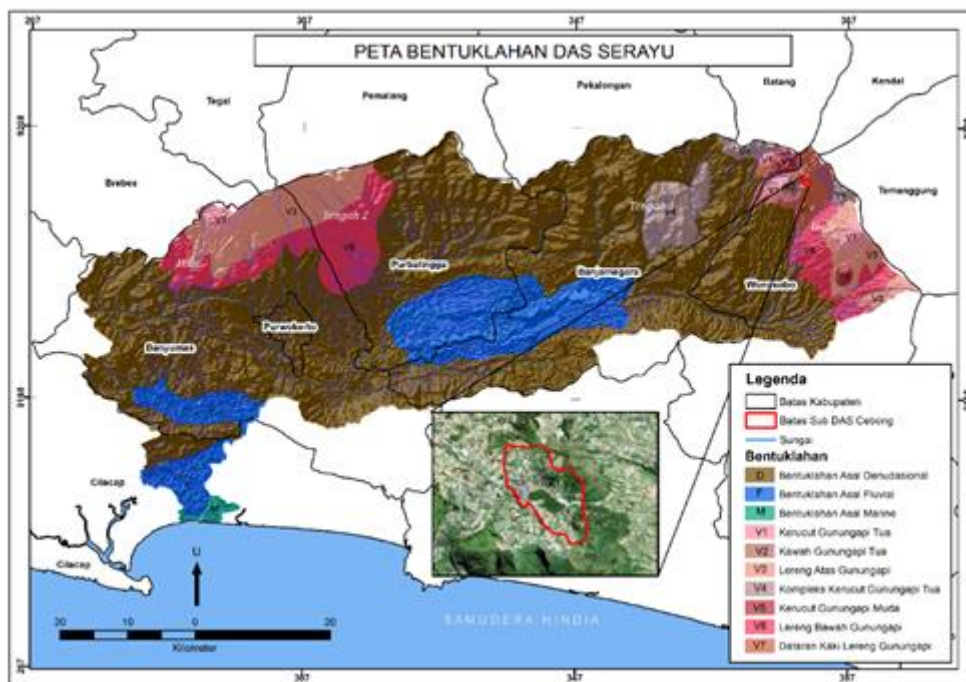 PETA BENTUKLAHAN DAS SERAYU
Tegal
Pemalang
Pekalongan
Batang
Kendal
Brebes
Temanggung
Purbalingga
Banjarnegara
Wonosobo
Purwokerto
Banyumas
Cilacap
Cilacap
U
20
10
0
20
Kilometer
SAMUDERA HINDIA
Legenda
Batas Kabupaten
Batas Sub DAS Cebong
Sungai
Bentuklahan
D Bentuklahan Asal Denudasional
F Bentuklahan Asal Fluvial
M Bentuklahan Asal Marine
V1 Kerucut Gunungapi Tua
V2 Kawah Gunungapi Tua
V3 Lereng Atas Gunungapi
V4 Kompleks Kerucut Gunungapi Tua
V5 Kerucut Gunungapi Muda
V6 Lereng Bawah Gunungapi
V7 Dataran Kaki Lereng Gunungapi